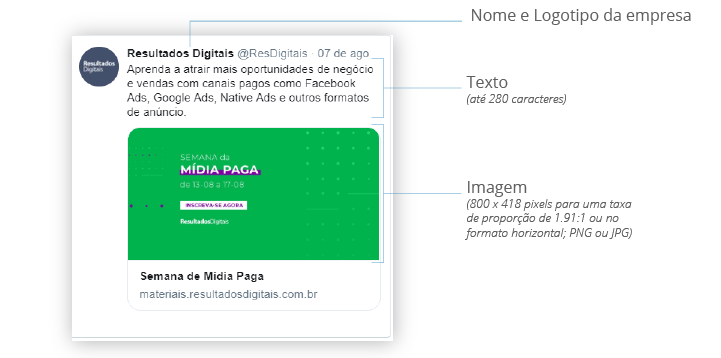 Nome e Logotipo da empresa
Resultados Digitais
Resultados Digitais @ResDigitais · 07 de ago
Aprenda a atrair mais oportunidades de negócio
e vendas com canais pagos como Facebook
Ads, Google Ads, Native Ads e outros formatos
de anúncio.
Texto
(até 280 caracteres)
SEMANA da
MÍDIA PAGA
de 13-08 a 17-08
INSCREVA-SE AGORA
ResultadosDigitais
Imagem
(800 x 418 pixels para uma taxa
de proporção de 1.91:1 ou no
formato horizontal; PNG ou JPG)
Semana de Mídia Paga
materiais.resultadosdigitais.com.br